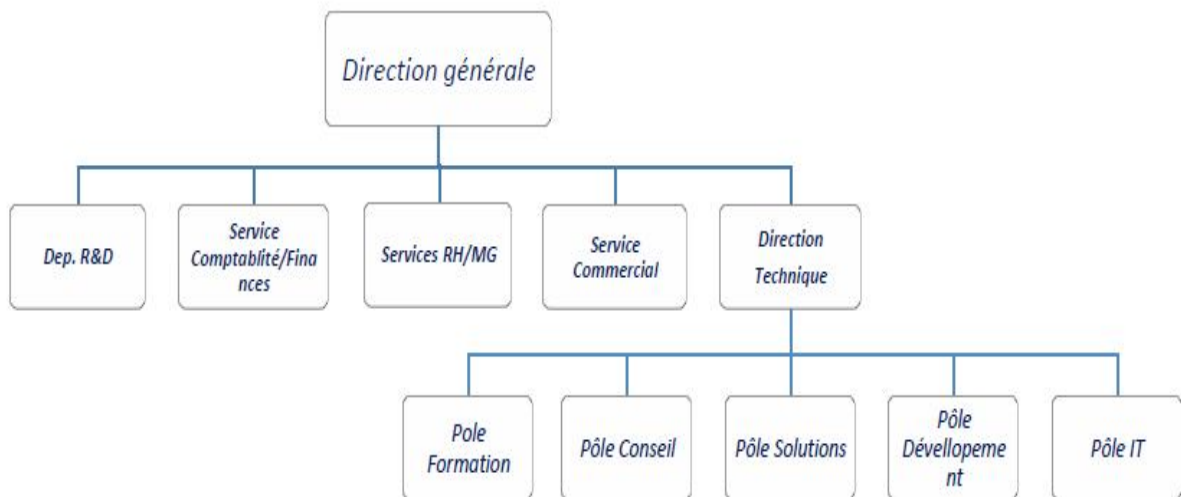 Direction générale
Dep. R&D
Service
Comptablité/Fina
nces
Services RH/MG
Service
Commercial
Direction
Technique
Pole
Formation
Pôle Conseil
Pôle Solutions
Pôle
Dévellopeme
nt
Pôle IT